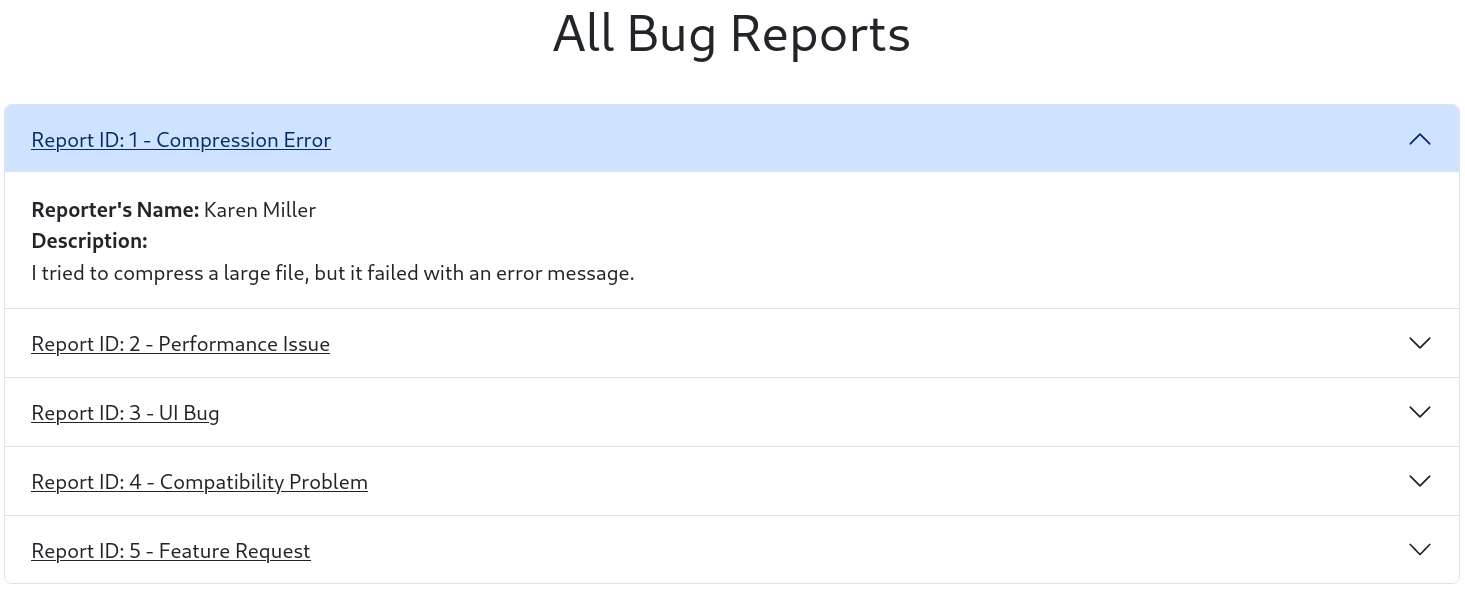 All Bug Reports
Report ID: 1 - Compression Error
Reporter's Name: Karen Miller
Description:
I tried to compress a large file, but it failed with an error message.
Report ID: 2 - Performance Issue
Report ID: 3 - UI Bug
Report ID: 4 - Compatibility Problem
Report ID: 5 - Feature Request